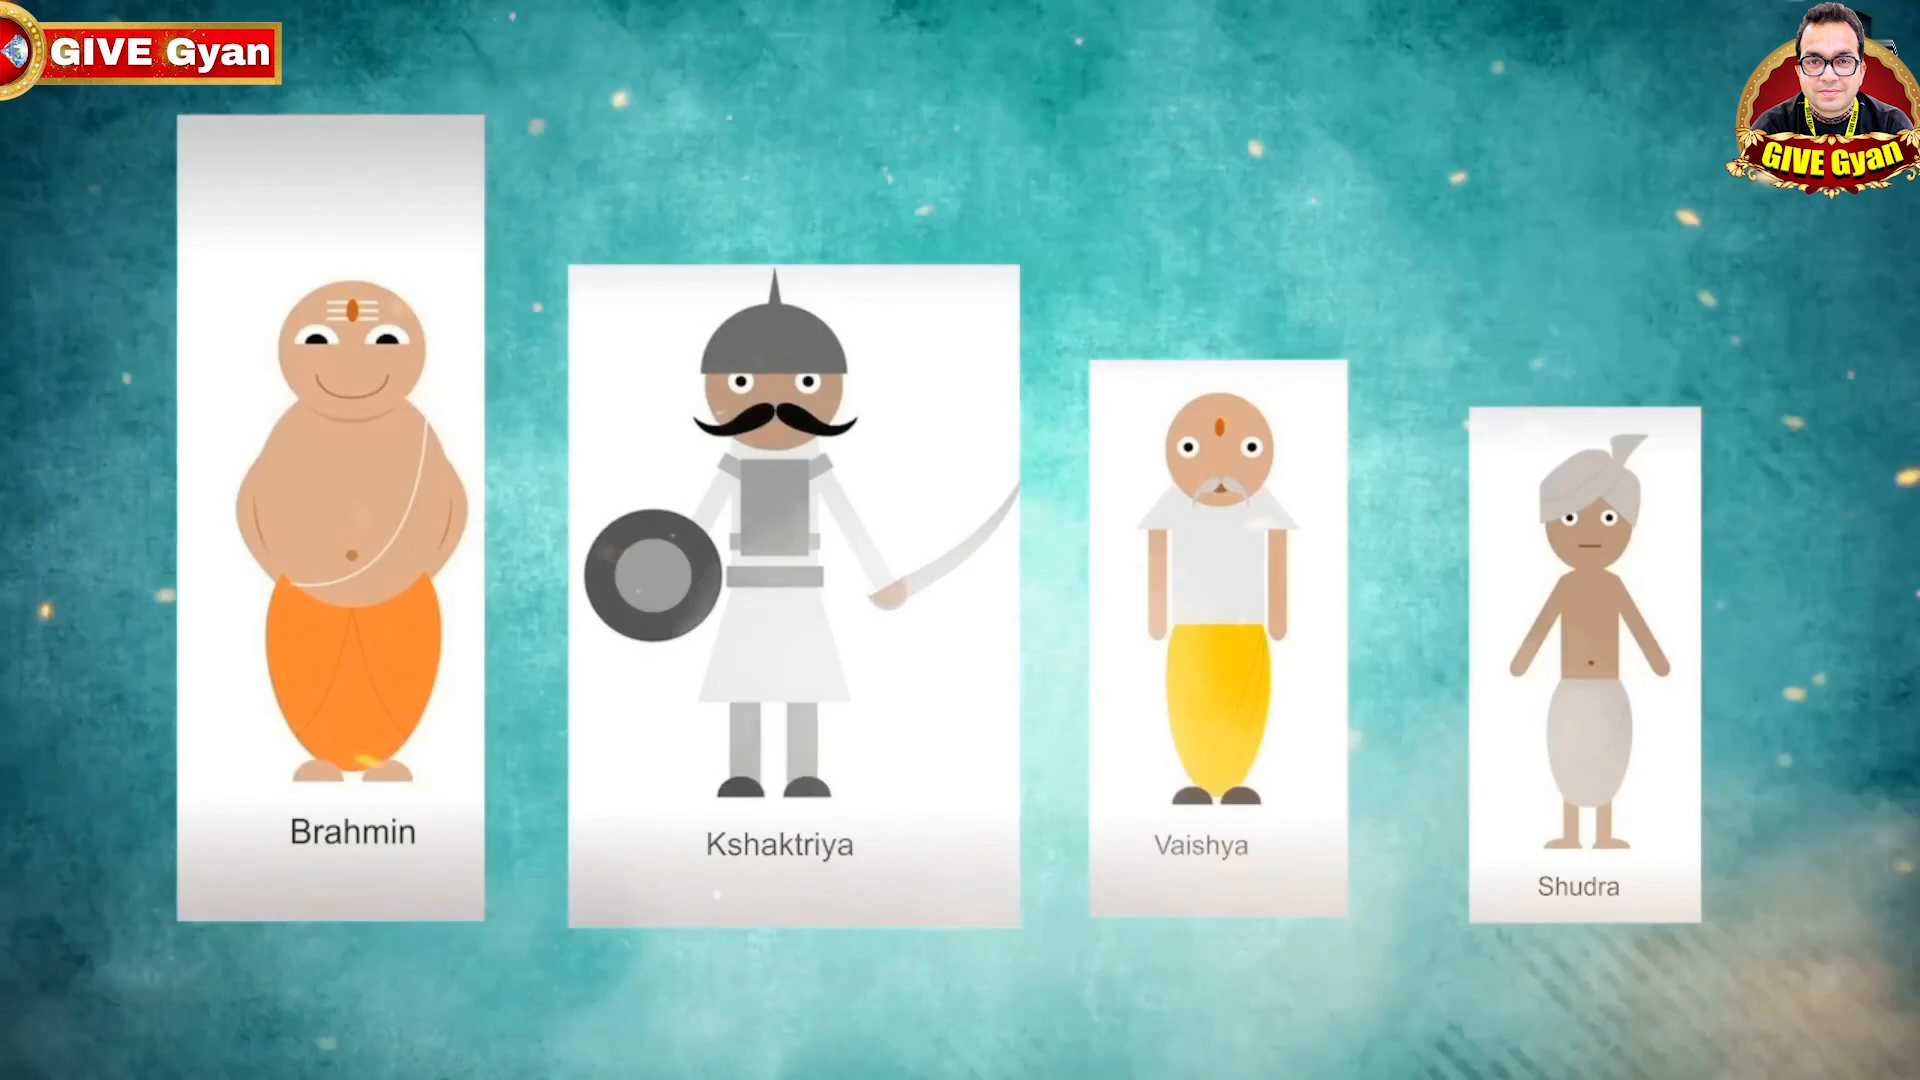 GiVE Gyan
GIVE Gyan
Brahmin
Kshaktriya
Vaishya
Shudra